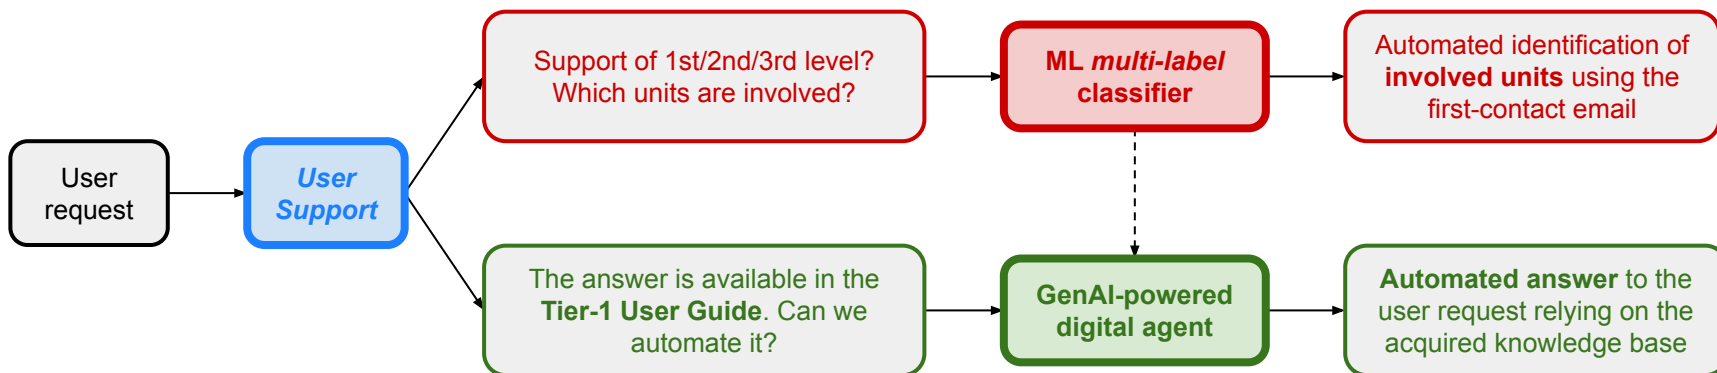 User
request
User
Support
Support of 1st/2nd/3rd level?
Which units are involved?
ML multi-label
classifier
Automated identification of
involved units using the
first-contact email
The answer is available in the
Tier-1 User Guide. Can we
automate it?
GenAI-powered
digital agent
Automated answer to the
user request relying on the
acquired knowledge base